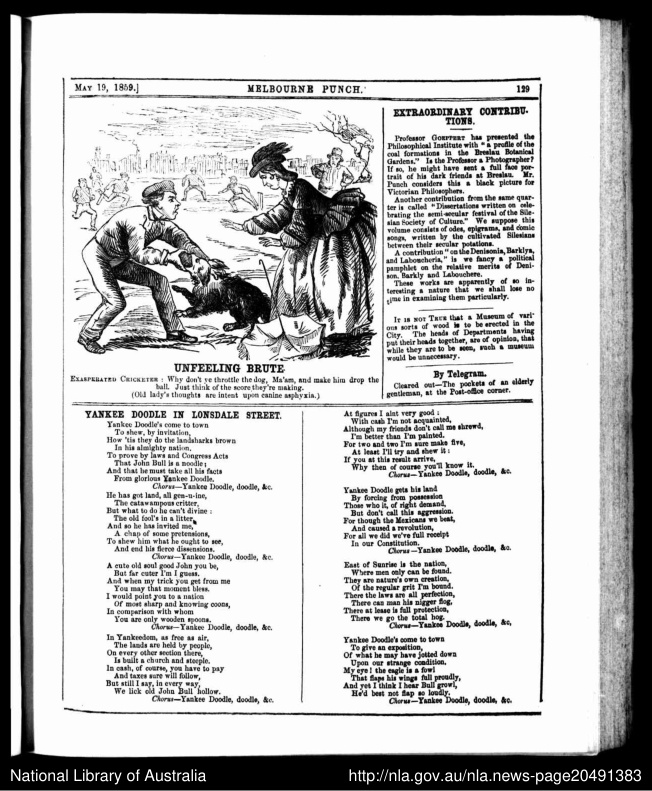 MAY 19, 1859.]
MELBOURNE PUNCH.
129
UNFEELING BRUTE
EXASPERATED CRICKETER : Why don't ye throttle the dog, Ma'am, and make him drop the
ball. Just think of the score they're making.
(Old lady's thoughts are intent upon canine asphyxia.)
EXTRAORDINARY CONTRIBU-
TIONS.
Professor GOEPPERT has presented the
Philosophical Institute with "a profile of the
coal formations in the Breslau Botanical
Gardens." Is the Professor a Photographer?
If so, he might have sent a full face por-
trait of his dark friends at Breslau. Mr.
Punch considers this a black picture for
Victorian Philosophers.
Another contribution from the same quar-
ter is called "Dissertations written on cele-
brating the semi-secular festival of the Sile-
sian Society of Culture." We suppose this
volume consists of odes, epigrams, and comic
songs, written by the cultivated Silesians
between their secular potations.
A contribution "on the Denisonia, Barklya,
and Laboucheria," is we fancy a political
pamphlet on the relative merits of Deni-
son, Barkly and Labouchere.
These works are apparently of so in-
teresting a nature that we shall lose no
time in examining them particularly.
IT IS NOT TRUE that a Museum of vari-
ous sorts of wood is to be erected in the
City. The heads of Departments having
put their heads together, are of opinion, that
while they are to be seen, such a museum
would be unnecessary.
By Telegram.
Cleared out—The pockets of an elderly
gentleman, at the Post-office corner.
YANKEE DOODLE IN LONSDALE STREET.
Yankee Doodle's come to town
To shew, by invitation,
How 'tis they do the landsharks brown
In his almighty nation.
To prove by laws and Congress Acts
That John Bull is a noodle;
And that he must take all his facts
From glorious Yankee Doodle.
Chorus—Yankee Doodle, doodle, &c.
He has got land, all gen-u-ine,
The catawampous critter,
But what to do he can't divine :
The old fool's in a litter,
And so he has invited me,
A chap of some pretensions,
To shew him what he ought to see,
And end his fierce dissensions.
Chorus—Yankee Doodle, doodle, &c.
A cute old soul good John you be,
But far cuter I'm I guess.
And when my trick you get from me
You may that moment bless.
I would point you to a nation
Of most sharp and knowing coons,
In comparison with whom
You are only wooden spoons.
Chorus—Yankee Doodle, doodle, &c.
In Yankeedom, as free as air,
The lands are held by people,
On every other section there,
Is built a church and steeple.
In cash, of course, you have to pay
And taxes sure will follow,
But still I say, in every way,
We lick old John Bull hollow.
Chorus—Yankee Doodle, doodle, &c.
At figures I aint very good :
With cash I'm not acquainted,
Although my friends don't call me shrewd,
I'm better than I'm painted.
For two and two I'm sure make five,
At least I'll try and shew it :
If you at this result arrive,
Why then of course you'll know it.
Chorus—Yankee Doodle, doodle, &c.
Yankee Doodle gets his land
By forcing from possession
Those who it, of right demand,
But don't call this aggression.
For though the Mexicans we beat,
And caused a revolution,
For all we did we've full receipt
In our Constitution.
Chorus—Yankee Doodle, doodle, &c.
East of Sunrise is the nation,
Where men only can be found.
They are nature's own creation,
Of the regular grit I'm bound.
There the laws are all perfection,
There can man his nigger flog,
There at lease is full protection,
There we go the total hog.
Chorus—Yankee Doodle, doodle, &c,
Yankee Doodle's come to town
To give an exposition,
Of what he may have jotted down
Upon our strange condition.
My eye! the eagle is a fowl
That flaps his wings full proudly,
And yet I think I hear Bull growl,
He'd best not flap so loudly.
Chorus—Yankee Doodle, doodle, &c.
National Library of Australia
http://nla.gov.au/nla.news-page20491383